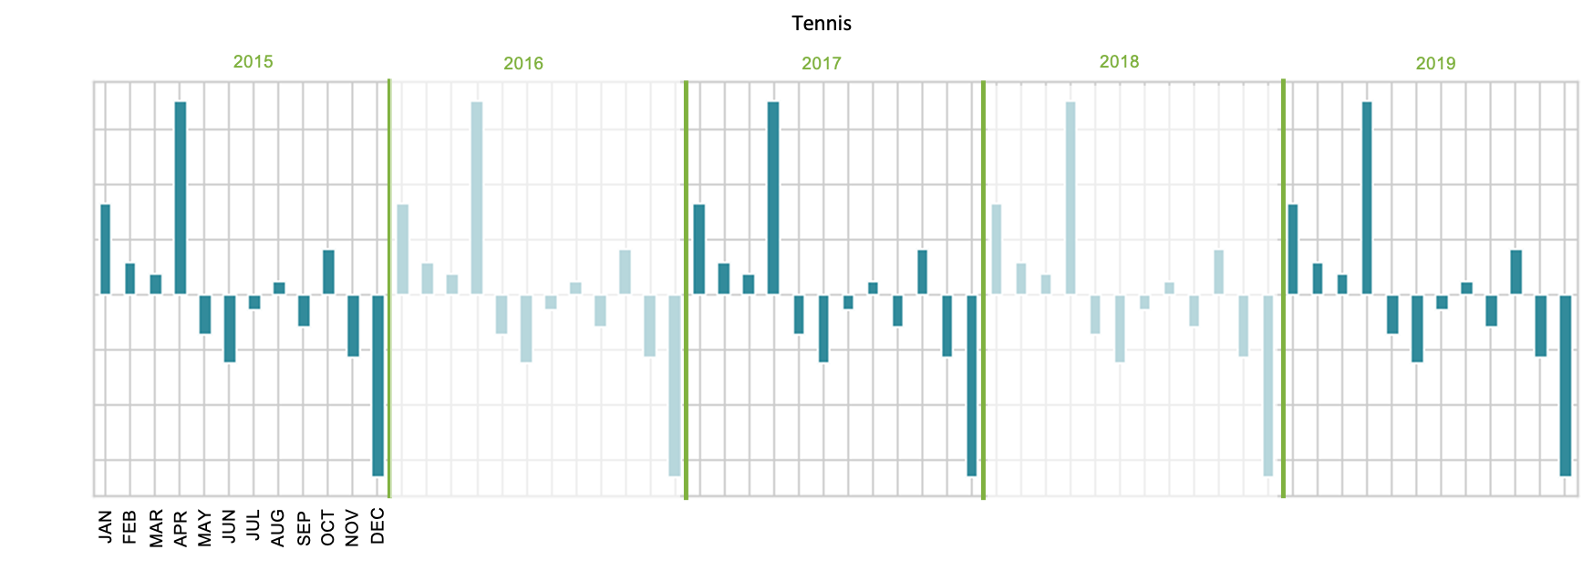 Tennis
2015
2016
2017
2018
2019
JAN
FEB
MAR
APR
MAY
JUN
JUL
AUG
SEP
OCT
NOV
DEC